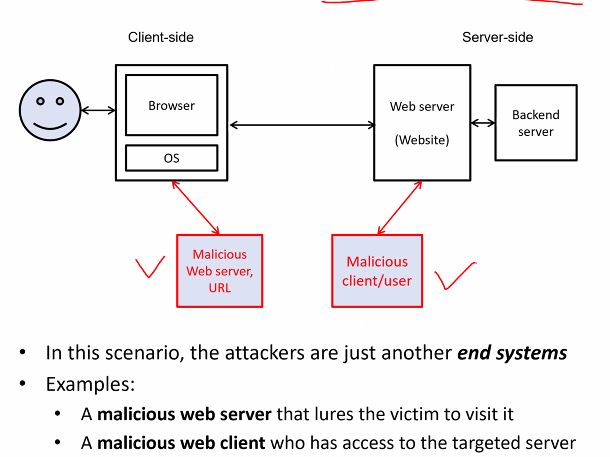 Client-side
Server-side
Browser
OS
Web server
(Website)
Backend
server
Malicious
Web server,
URL
Malicious
client/user
• In this scenario, the attackers are just another end systems
• Examples:
• A malicious web server that lures the victim to visit it
• A malicious web client who has access to the targeted server